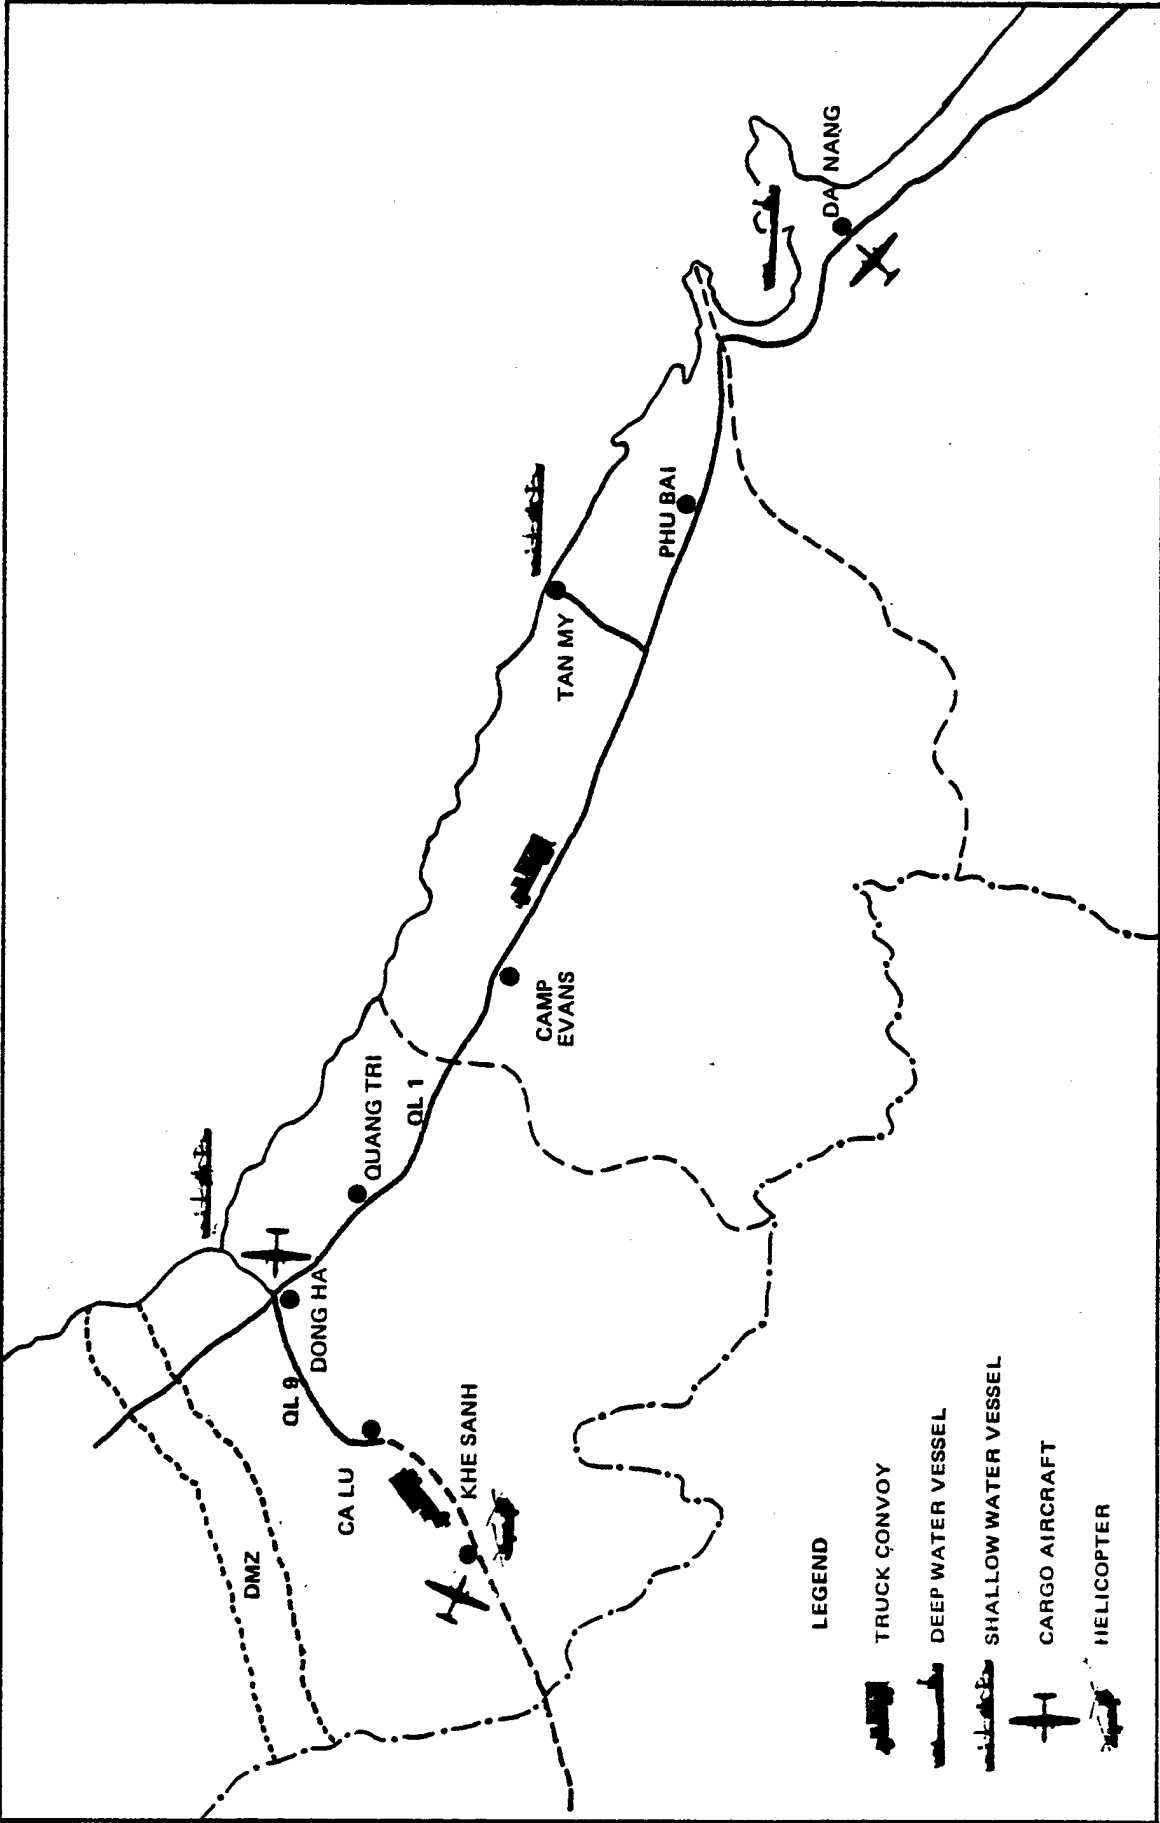 DMZ
QL 9
DONG HA
CA LU
KHE SANH
QUANG TRI
QL 1
CAMP
EVANS
TAN MY
PHU BAI
DA NANG
LEGEND
TRUCK CONVOY
DEEP WATER VESSEL
SHALLOW WATER VESSEL
CARGO AIRCRAFT
HELICOPTER